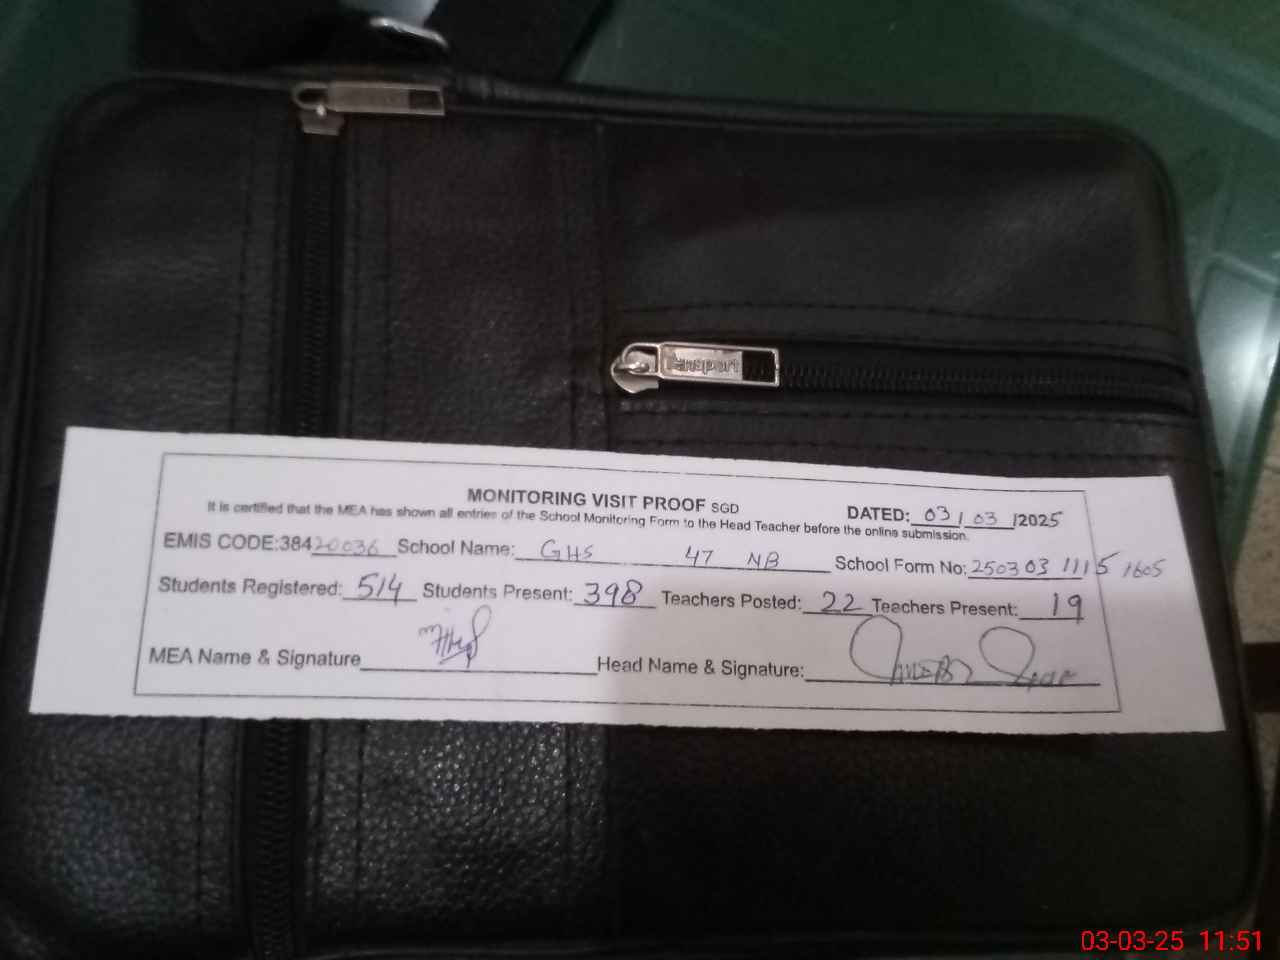 Transport
MONITORING VISIT PROOF SGD DATED: 03 / 03 /2025
It is certified that the MEA has shown all entries of the School Monitoring Form to the Head Teacher before the online submission.
EMIS CODE:38420036 School Name: GHS 47 NB School Form No: 250303 1115 1605
Students Registered: 514 Students Present: 398 Teachers Posted: 22 Teachers Present: 19
MEA Name & Signature Head Name & Signature:
03-03-25 11:51